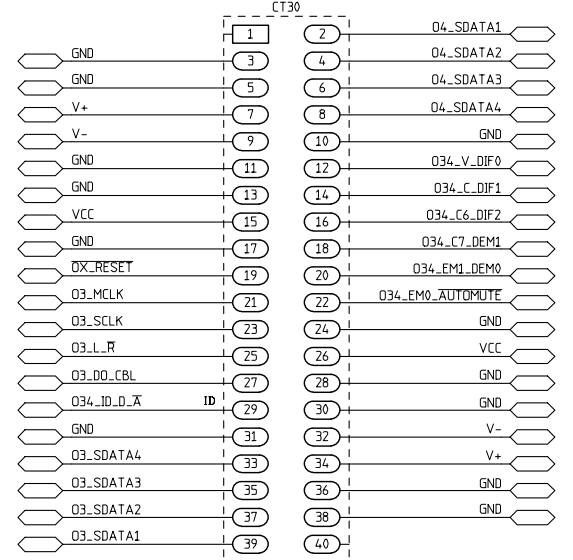 CT30
1 2 O4_SDATA1
GND 3 4 O4_SDATA2
GND 5 6 O4_SDATA3
V+ 7 8 O4_SDATA4
V- 9 10 GND
GND 11 12 O34_V_DIF0
GND 13 14 O34_C_DIF1
VCC 15 16 O34_C6_DIF2
GND 17 18 O34_C7_DEM1
OX_RESET 19 20 O34_EM1_DEM0
O3_MCLK 21 22 O34_EM0_AUTOMUTE
O3_SCLK 23 24 GND
O3_L_R 25 26 VCC
O3_DO_CBL 27 28 GND
O34_ID_D_A ID 29 30 GND
GND 31 32 V-
O3_SDATA4 33 34 V+
O3_SDATA3 35 36 GND
O3_SDATA2 37 38 GND
O3_SDATA1 39 40